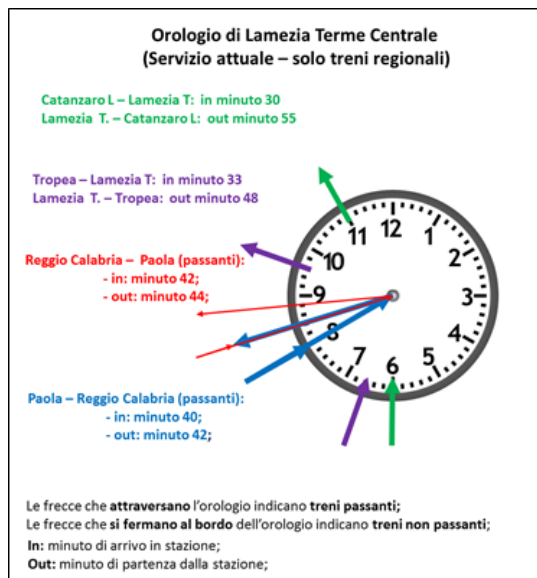 Orologio di Lamezia Terme Centrale
(Servizio attuale – solo treni regionali)
Catanzaro L – Lamezia T: in minuto 30
Lamezia T. – Catanzaro L: out minuto 55
Tropea – Lamezia T: in minuto 33
Lamezia T. – Tropea: out minuto 48
Reggio Calabria – Paola (passanti):
- in: minuto 42;
- out: minuto 44;
Paola – Reggio Calabria (passanti):
- in: minuto 40;
- out: minuto 42;
12
1
2
3
4
5
6
7
8
9
10
11
Le frecce che attraversano l'orologio indicano treni passanti;
Le frecce che si fermano al bordo dell'orologio indicano treni non passanti;
In: minuto di arrivo in stazione;
Out: minuto di partenza dalla stazione;